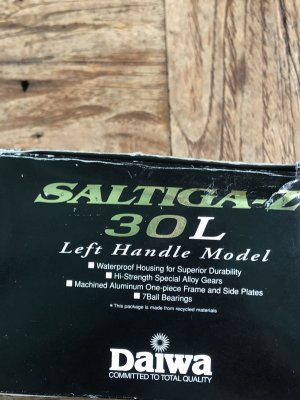 SALTIGA-Z
30L
Left Handle Model
■ Waterproof Housing for Superior Durability
■ Hi-Strength Special Alloy Gears
■ Machined Aluminum One-piece Frame and Side Plates
■ 7Ball Bearings
* This package is made from recycled materials
DAIWA
COMMITTED TO TOTAL QUALITY